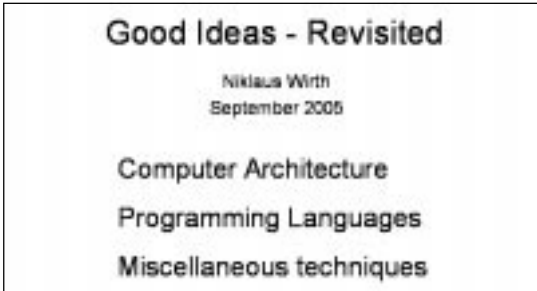 Good Ideas - Revisited
Niklaus Wirth
September 2005
Computer Architecture
Programming Languages
Miscellaneous techniques